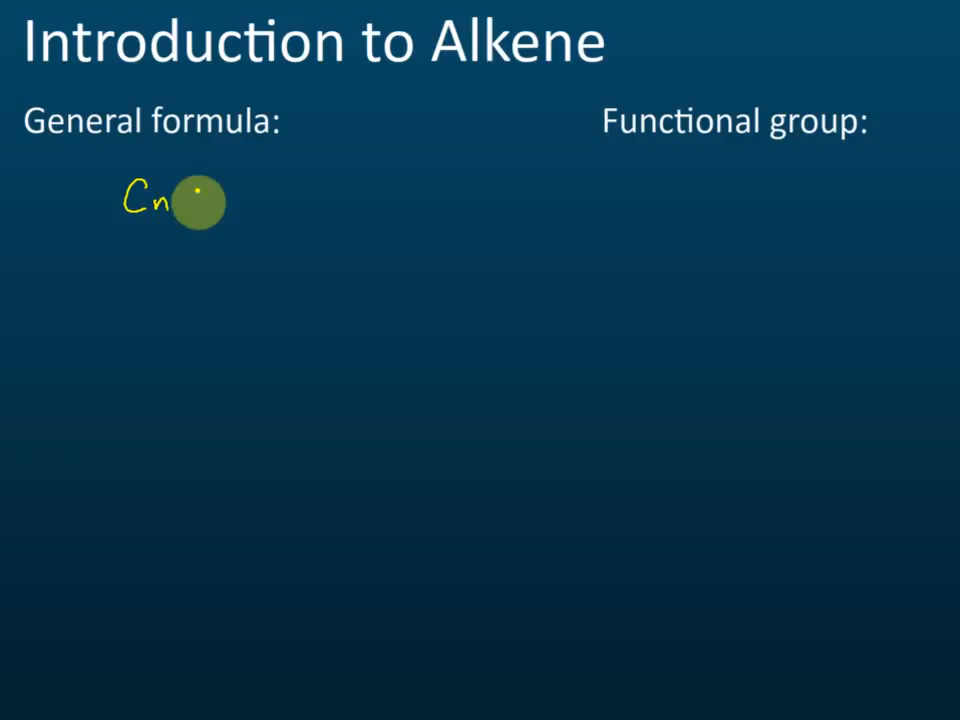 Introduction to Alkene
General formula:
Functional group:
Cn